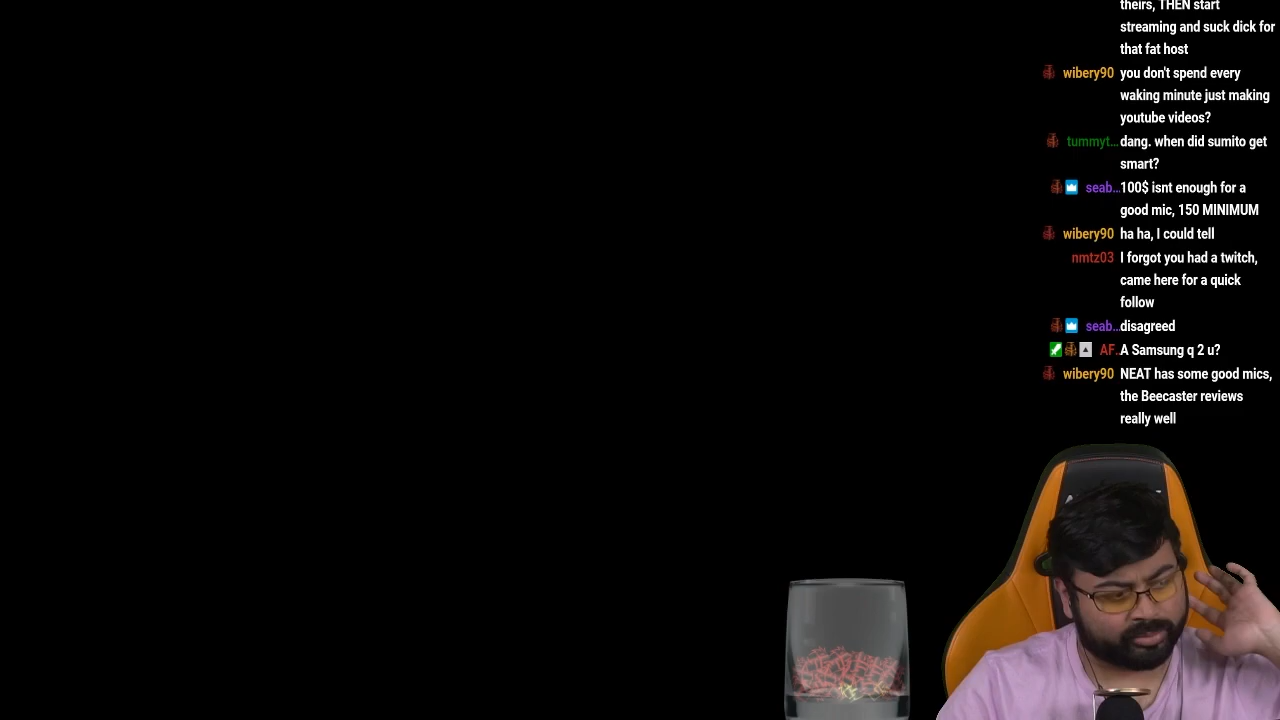 theirs, THEN start
streaming and suck dick for
that fat host
wibery90 you don't spend every
waking minute just making
youtube videos?
tummyt... dang. when did sumito get
smart?
seab... 100$ isnt enough for a
good mic, 150 MINIMUM
wibery90 ha ha, I could tell
nmtz03 I forgot you had a twitch,
came here for a quick
follow
seab... disagreed
AF... A Samsung q 2 u?
wibery90 NEAT has some good mics,
the Beecaster reviews
really well